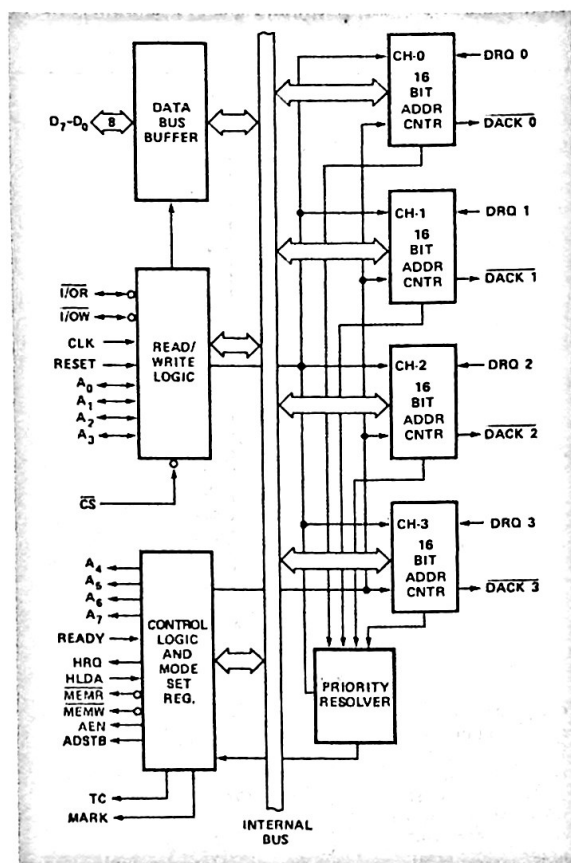 D7-D0
8
DATA
BUS
BUFFER
I/OR
I/OW
CLK
RESET
A0
A1
A2
A3
READ/
WRITE
LOGIC
CS
A4
A5
A6
A7
READY
HRQ
HLDA
MEMR
MEMW
AEN
ADSTB
CONTROL
LOGIC
AND
MODE
SET
REG.
TC
MARK
INTERNAL
BUS
CH-0
16
BIT
ADDR
CNTR
DRQ 0
DACK 0
CH-1
16
BIT
ADDR
CNTR
DRQ 1
DACK 1
CH-2
16
BIT
ADDR
CNTR
DRQ 2
DACK 2
CH-3
16
BIT
ADDR
CNTR
DRQ 3
DACK 3
PRIORITY
RESOLVER